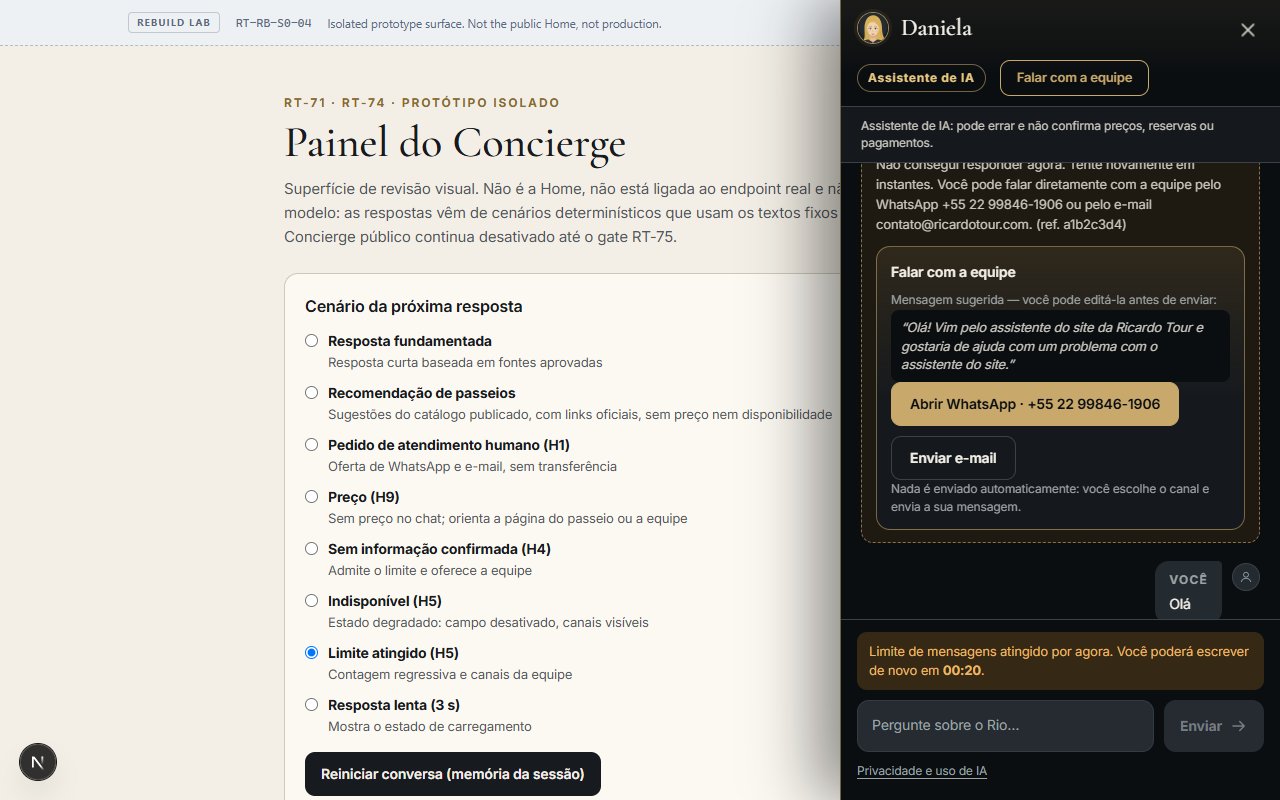 REBUILD LAB RT-RB-S0-04 Isolated prototype surface. Not the public Home, not production.
RT-71 · RT-74 · PROTÓTIPO ISOLADO
Painel do Concierge
Superfície de revisão visual. Não é a Home, não está ligada ao endpoint real e nã
modelo: as respostas vêm de cenários determinísticos que usam os textos fixos
Concierge público continua desativado até o gate RT-75.
Cenário da próxima resposta
Resposta fundamentada
Resposta curta baseada em fontes aprovadas
Recomendação de passeios
Sugestões do catálogo publicado, com links oficiais, sem preço nem disponibilidade
Pedido de atendimento humano (H1)
Oferta de WhatsApp e e-mail, sem transferência
Preço (H9)
Sem preço no chat; orienta a página do passeio ou a equipe
Sem informação confirmada (H4)
Admite o limite e oferece a equipe
Indisponível (H5)
Estado degradado: campo desativado, canais visíveis
Limite atingido (H5)
Contagem regressiva e canais da equipe
Resposta lenta (3 s)
Mostra o estado de carregamento
Reiniciar conversa (memória da sessão)
N
Daniela
Assistente de IA
Falar com a equipe
Assistente de IA: pode errar e não confirma preços, reservas ou
pagamentos.
Não consegui responder agora. Tente novamente em
instantes. Você pode falar diretamente com a equipe pelo
WhatsApp +55 22 99846-1906 ou pelo e-mail
contato@ricardotour.com. (ref. a1b2c3d4)
Falar com a equipe
Mensagem sugerida — você pode editá-la antes de enviar:
“Olá! Vim pelo assistente do site da Ricardo Tour e
gostaria de ajuda com um problema com o
assistente do site.”
Abrir WhatsApp · +55 22 99846-1906
Enviar e-mail
Nada é enviado automaticamente: você escolhe o canal e
envia a sua mensagem.
VOCÊ
Olá
Limite de mensagens atingido por agora. Você poderá escrever
de novo em 00:20.
Pergunte sobre o Rio...
Enviar →
Privacidade e uso de IA